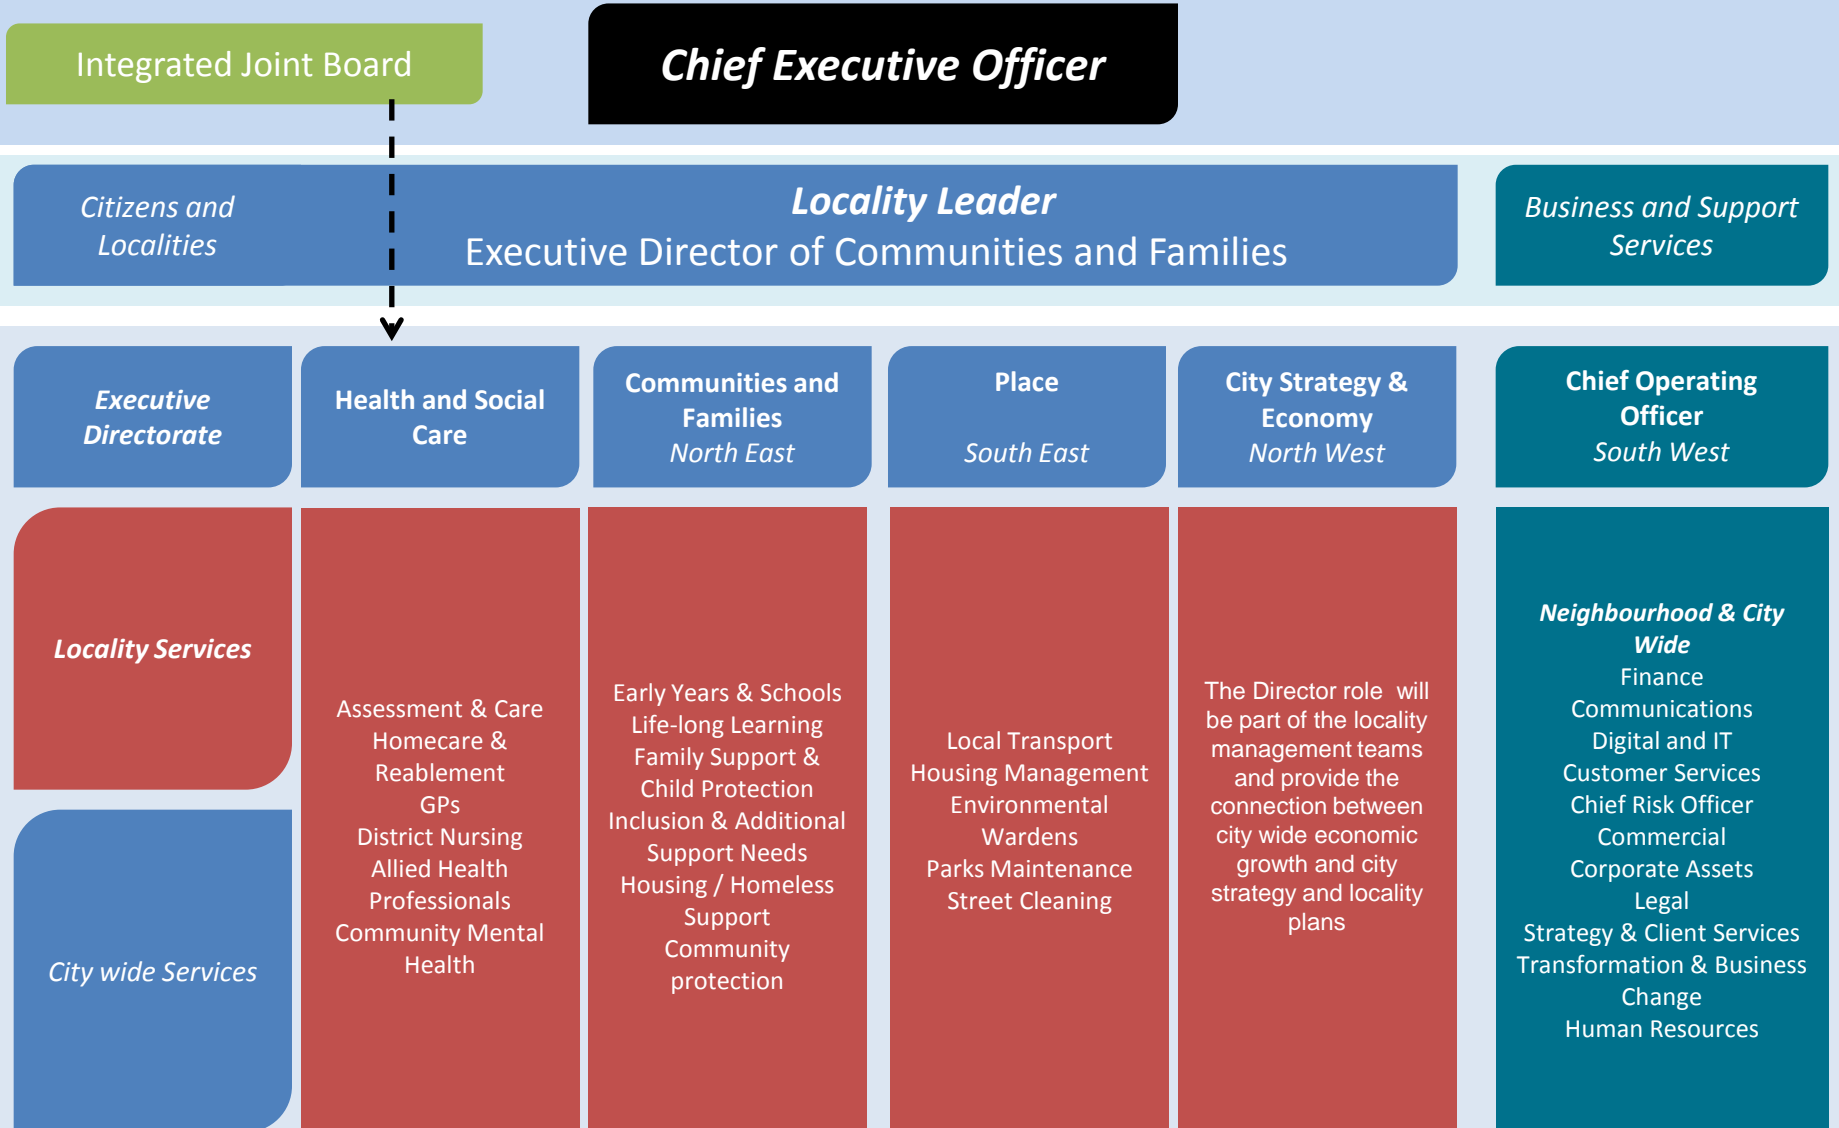 Integrated Joint Board
Chief Executive Officer
Citizens and
Localities
Locality Leader
Executive Director of Communities and Families
Business and Support
Services
Executive
Directorate
Health and Social
Care
Communities and
Families
North East
Place
South East
City Strategy &
Economy
North West
Chief Operating
Officer
South West
Locality Services
City wide Services
Assessment & Care
Homecare &
Reablement
GPs
District Nursing
Allied Health
Professionals
Community Mental
Health
Early Years & Schools
Life-long Learning
Family Support &
Child Protection
Inclusion & Additional
Support Needs
Housing / Homeless
Support
Community
protection
Local Transport
Housing Management
Environmental
Wardens
Parks Maintenance
Street Cleaning
The Director role will
be part of the locality
management teams
and provide the
connection between
city wide economic
growth and city
strategy and locality
plans
Neighbourhood & City
Wide
Finance
Communications
Digital and IT
Customer Services
Chief Risk Officer
Commercial
Corporate Assets
Legal
Strategy & Client Services
Transformation & Business
Change
Human Resources